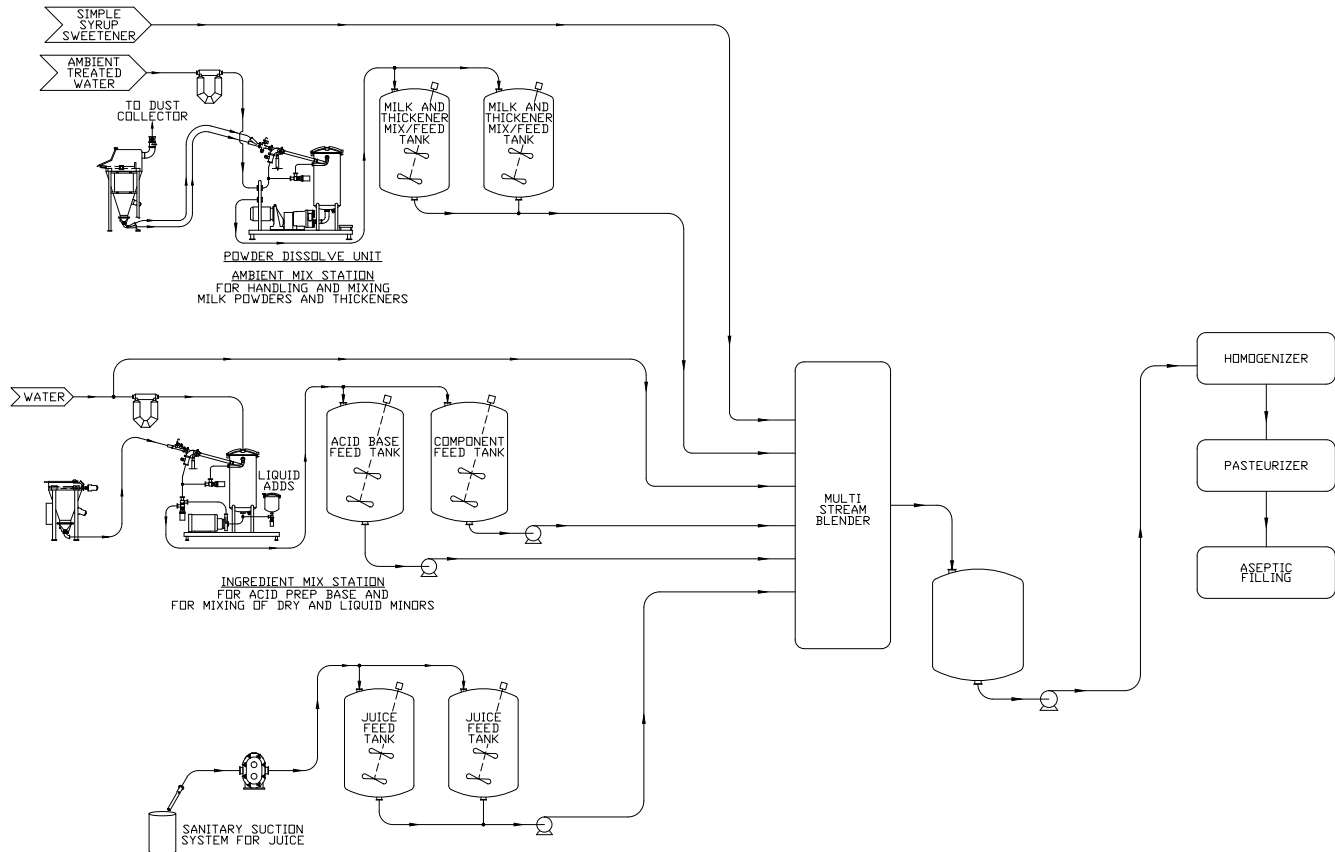 SIMPLE
SYRUP
SWEETENER
AMBIENT
TREATED
WATER
TO DUST
COLLECTOR
MILK AND
THICKENER
MIX/FEED
TANK
MILK AND
THICKENER
MIX/FEED
TANK
POWDER DISSOLVE UNIT
AMBIENT MIX STATION
FOR HANDLING AND MIXING
MILK POWDERS AND THICKENERS
WATER
LIQUID
ADDS
ACID BASE
FEED TANK
COMPONENT
FEED TANK
INGREDIENT MIX STATION
FOR ACID PREP BASE AND
FOR MIXING OF DRY AND LIQUID MINORS
JUICE
FEED
TANK
JUICE
FEED
TANK
SANITARY SUCTION
SYSTEM FOR JUICE
MULTI
STREAM
BLENDER
HOMOGENIZER
PASTEURIZER
ASEPTIC
FILLING